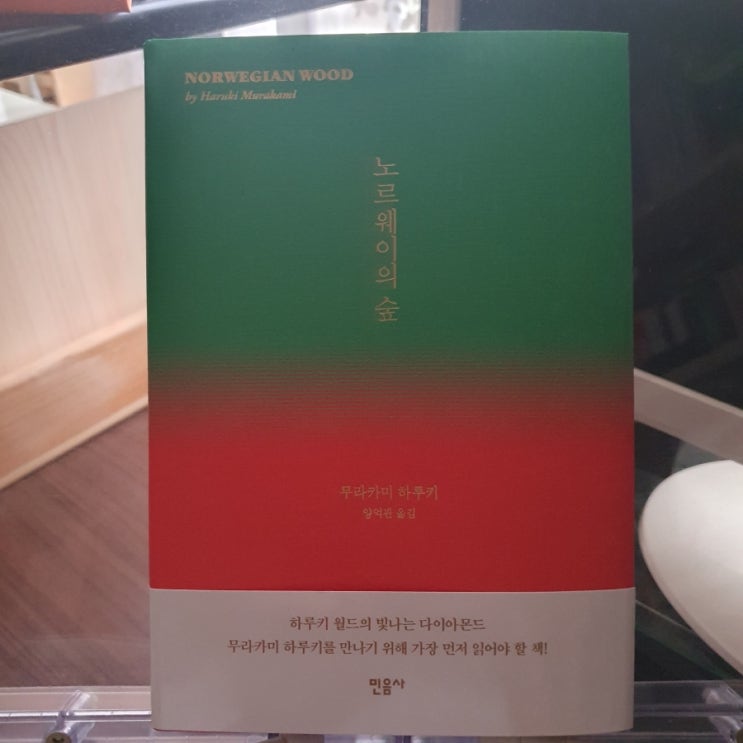 NORWEGIAN WOOD
by Haruki Murakami
노르웨이의 숲
무라카미 하루키
양억관 옮김
하루키 월드의 빛나는 다이아몬드
무라카미 하루키를 만나기 위해 가장 먼저 읽어야 할 책!
민음사